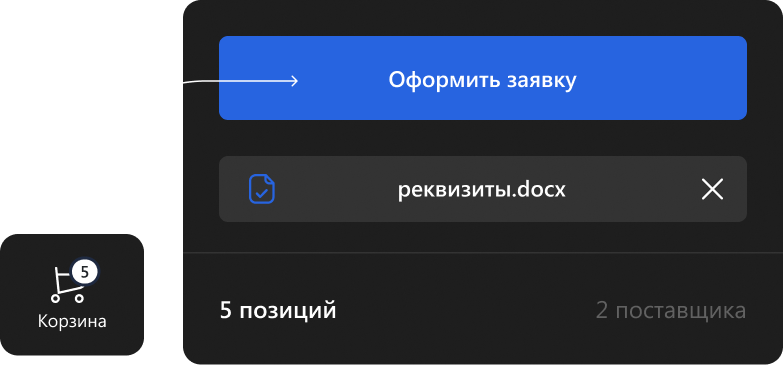 Оформить заявку
реквизиты.docx
5
Корзина
5 позиций
2 поставщика